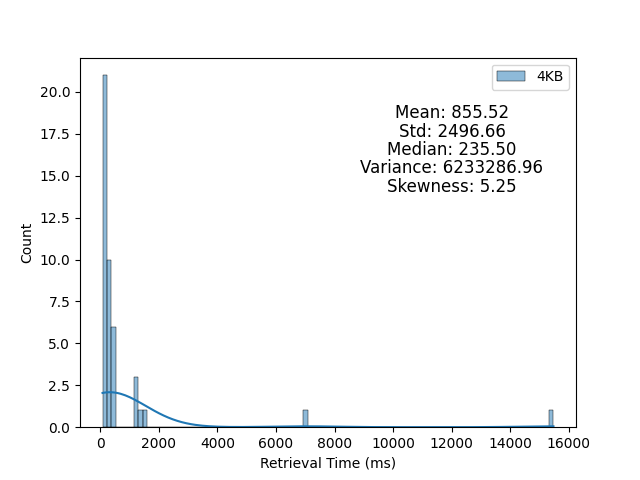 4KB
Mean: 855.52
Std: 2496.66
Median: 235.50
Variance: 6233286.96
Skewness: 5.25
20.0
17.5
15.0
12.5
10.0
7.5
5.0
2.5
0.0
Count
0 2000 4000 6000 8000 10000 12000 14000 16000
Retrieval Time (ms)